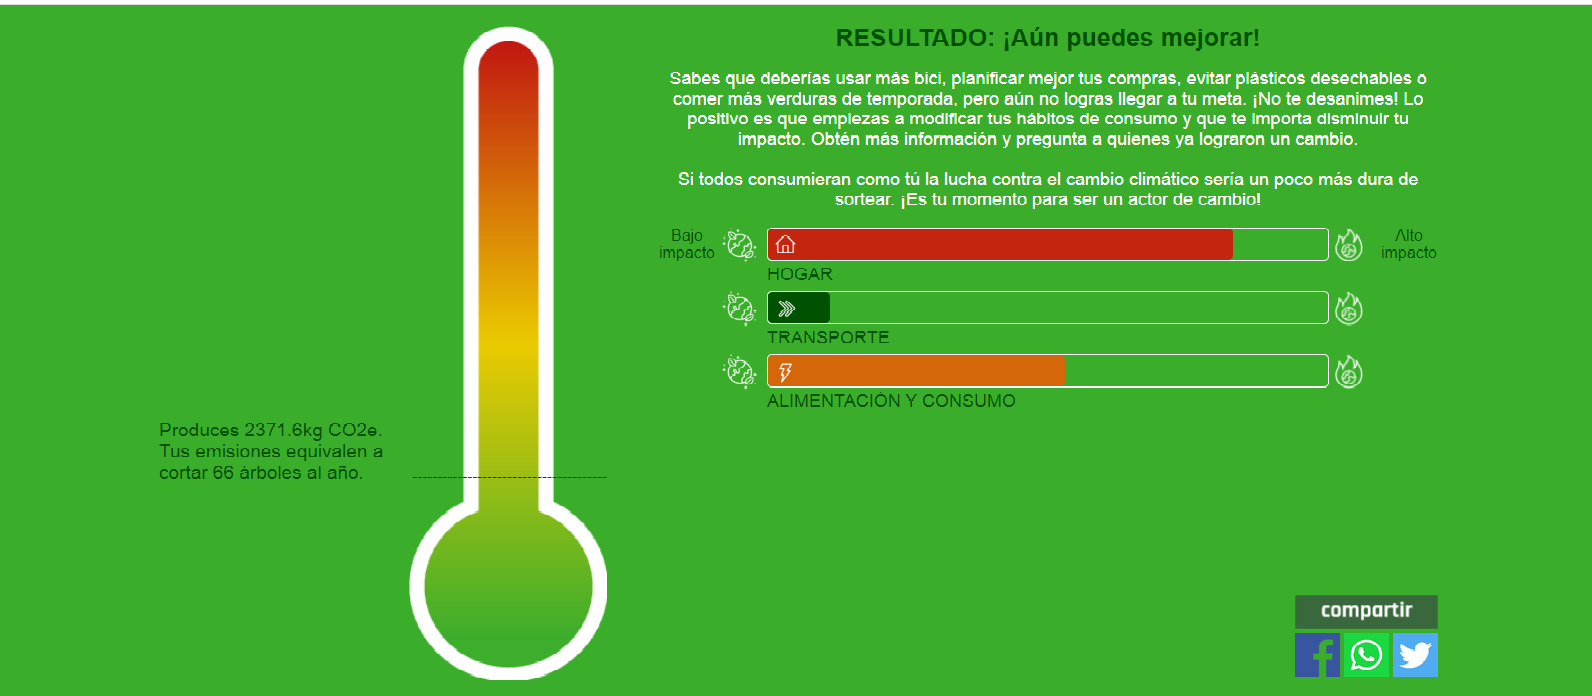 RESULTADO: ¡Aún puedes mejorar!
Sabes que deberías usar más bici, planificar mejor tus compras, evitar plásticos desechables o
comer más verduras de temporada, pero aún no logras llegar a tu meta. ¡No te desanimes! Lo
positivo es que empiezas a modificar tus hábitos de consumo y que te importa disminuir tu
impacto. Obtén más información y pregunta a quienes ya lograron un cambio.
Si todos consumieran como tú la lucha contra el cambio climático sería un poco más dura de
sortear. ¡Es tu momento para ser un actor de cambio!
Bajo
impacto
Alto
impacto
HOGAR
TRANSPORTE
ALIMENTACIÓN Y CONSUMO
Produces 2371.6kg CO2e.
Tus emisiones equivalen a
cortar 66 árboles al año.
compartir